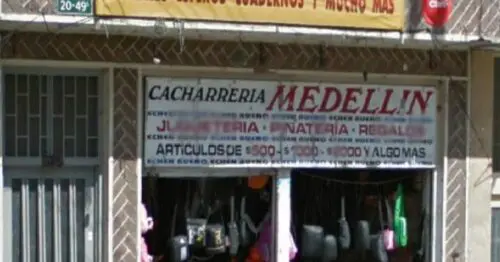 20-49
CUADERNOS Y MUCHO MAS
CACHARRERIA MEDELLIN
JUGUETERIA - PIÑATERIA - REGALOS
ARTICULOS DE $500 - $1000 - $2000 Y ALGO MAS